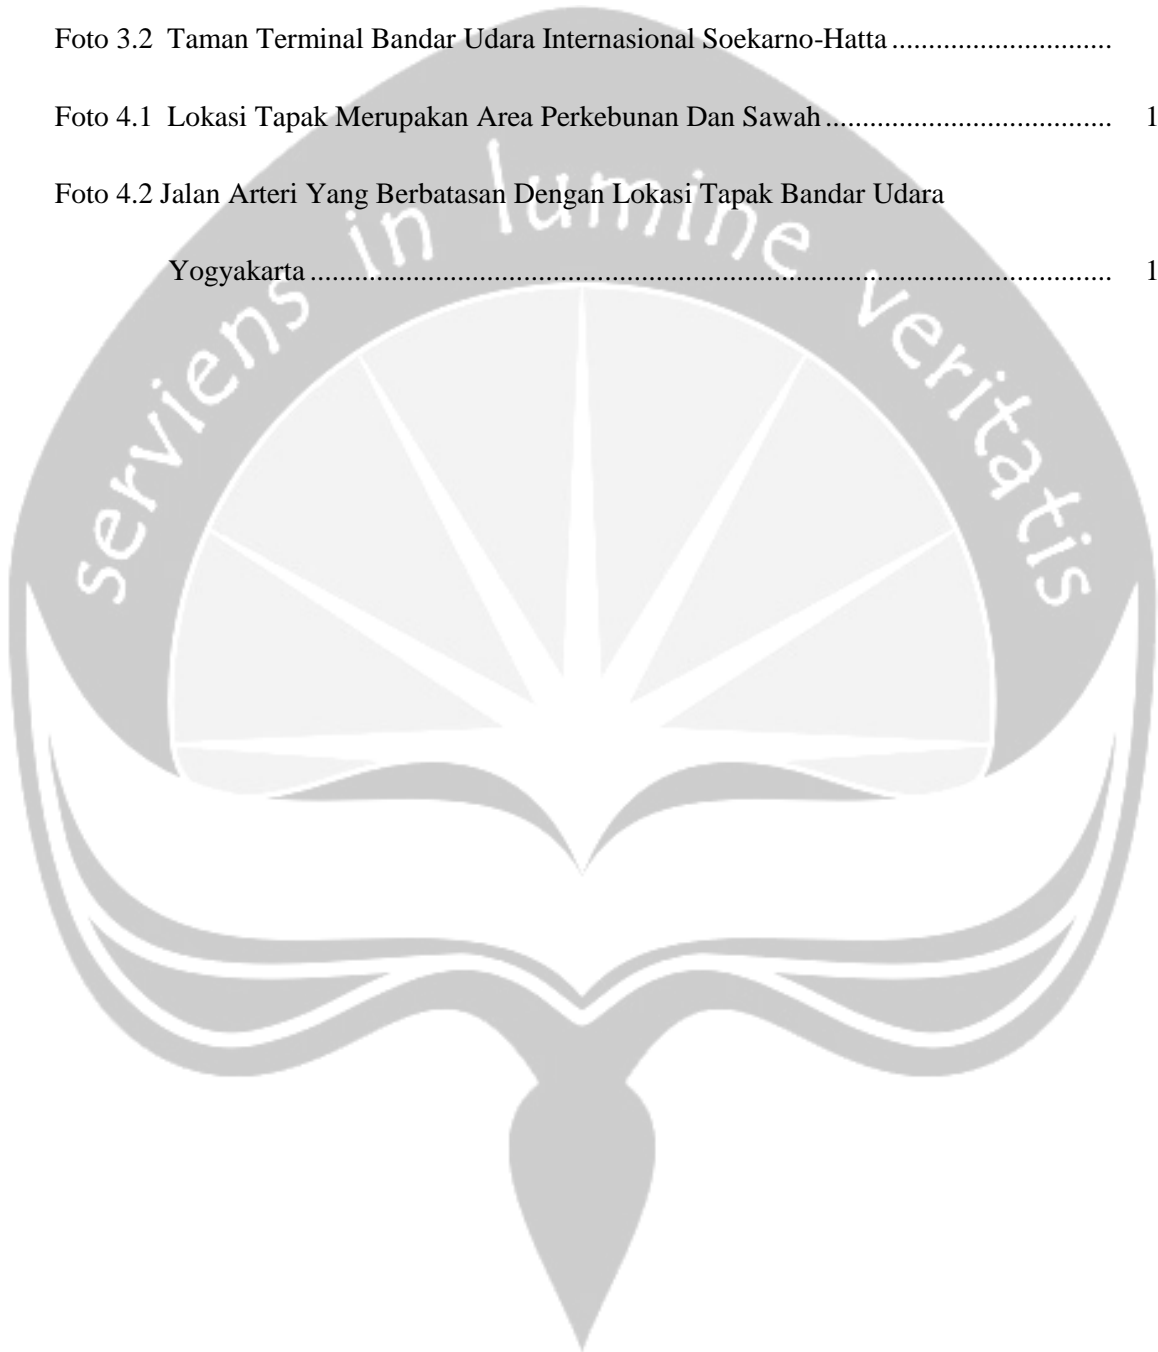 Foto 3.2  Taman Terminal Bandar Udara Internasional Soekarno-Hatta ..............................
Foto 4.1  Lokasi Tapak Merupakan Area Perkebunan Dan Sawah ....................................... 1
Foto 4.2 Jalan Arteri Yang Berbatasan Dengan Lokasi Tapak Bandar Udara
Yogyakarta ............................................................................................................. 1
serviens in lumine veritatis